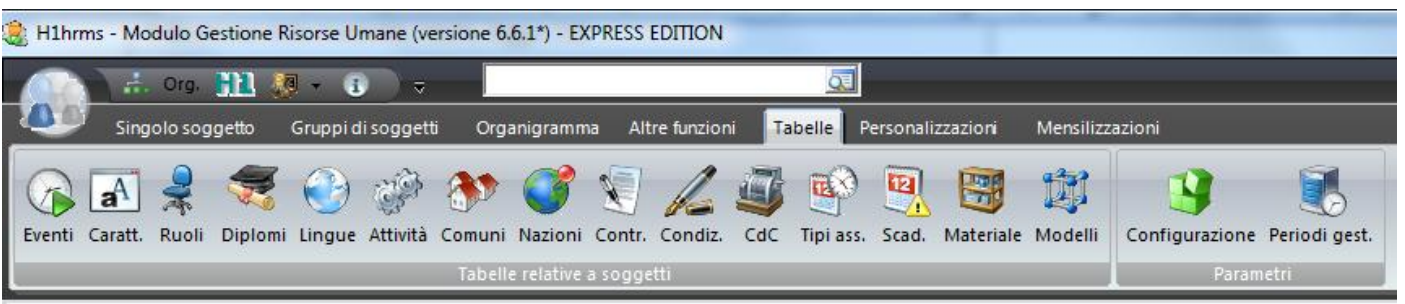 H1hrms - Modulo Gestione Risorse Umane (versione 6.6.1*) - EXPRESS EDITION
Org. H1
Singolo soggetto Gruppi di soggetti Organigramma Altre funzioni Tabelle Personalizzazioni Mensilizzazioni
Eventi Caratt. Ruoli Diplomi Lingue Attività Comuni Nazioni Contr. Condiz. CdC Tipi ass. Scad. Materiale Modelli Configurazione Periodi gest.
Tabelle relative a soggetti Parametri